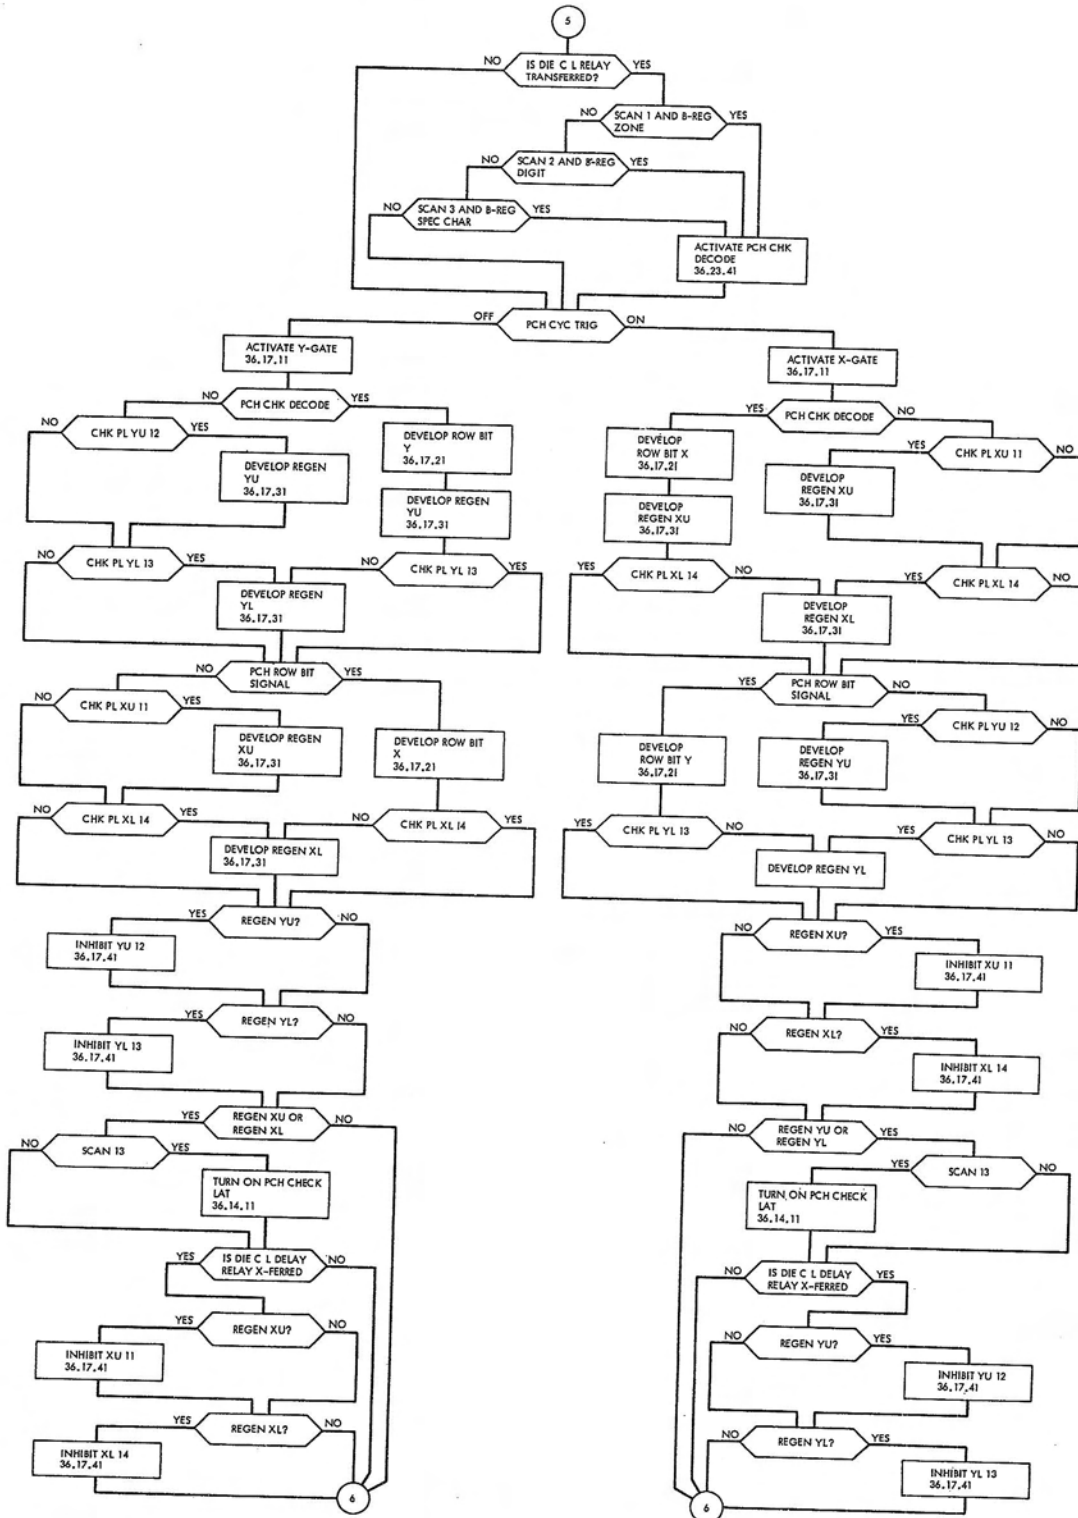 5
IS DIE C L RELAY
TRANSFERRED?
NO
YES
SCAN 1 AND B-REG
ZONE
NO
YES
SCAN 2 AND B-REG
DIGIT
NO
YES
SCAN 3 AND B-REG
SPEC CHAR
NO
YES
ACTIVATE PCH CHK
DECODE
36.23.41
PCH CYC TRIG
OFF
ON
ACTIVATE Y-GATE
36.17.11
NO
PCH CHK DECODE
YES
NO
CHK PL YU 12
YES
DEVELOP ROW BIT
Y
36.17.21
DEVELOP REGEN
YU
36.17.31
DEVELOP REGEN
YU
36.17.31
NO
CHK PL YL 13
YES
NO
CHK PL YL 13
YES
DEVELOP REGEN
YL
36.17.31
NO
PCH ROW BIT
SIGNAL
YES
NO
CHK PL XU 11
YES
DEVELOP REGEN
XU
36.17.31
DEVELOP ROW BIT
X
36.17.21
NO
CHK PL XL 14
YES
NO
CHK PL XL 14
YES
DEVELOP REGEN XL
36.17.31
YES
REGEN YU?
NO
INHIBIT YU 12
36.17.41
YES
REGEN YL?
NO
INHIBIT YL 13
36.17.41
YES
REGEN XU OR
REGEN XL
NO
NO
SCAN 13
YES
TURN ON PCH CHECK
LAT
36.14.11
YES
IS DIE C L DELAY
RELAY X-FERRED
NO
YES
REGEN XU?
NO
INHIBIT XU 11
36.17.41
YES
REGEN XL?
NO
INHIBIT XL 14
36.17.41
6
ACTIVATE X-GATE
36.17.11
YES
PCH CHK DECODE
NO
DEVELOP
ROW BIT X
36.17.21
YES
CHK PL XU 11
NO
DEVELOP
REGEN XU
36.17.31
DEVELOP
REGEN XU
36.17.31
YES
CHK PL XL 14
NO
YES
CHK PL XL 14
NO
DEVELOP
REGEN XL
36.17.31
YES
PCH ROW BIT
SIGNAL
NO
YES
CHK PL YU 12
NO
DEVELOP
ROW BIT Y
36.17.21
DEVELOP
REGEN YU
36.17.31
YES
CHK PL YL 13
NO
YES
CHK PL YL 13
NO
DEVELOP REGEN YL
NO
REGEN XU?
YES
INHIBIT XU 11
36.17.41
NO
REGEN XL?
YES
INHIBIT XL 14
36.17.41
NO
REGEN YU OR
REGEN YL
YES
YES
SCAN 13
NO
TURN ON PCH CHECK
LAT
36.14.11
NO
IS DIE C L DELAY
RELAY X-FERRED
YES
NO
REGEN YU?
YES
INHIBIT YU 12
36.17.41
NO
REGEN YL?
YES
INHIBIT YL 13
36.17.41
6